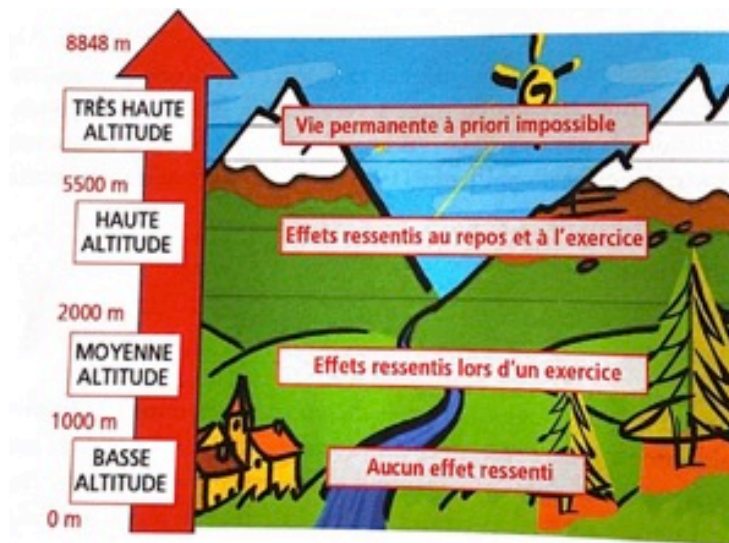 8848 m
TRÈS HAUTE
ALTITUDE
Vie permanente à priori impossible
5500 m
HAUTE
ALTITUDE
Effets ressentis au repos et à l'exercice
2000 m
MOYENNE
ALTITUDE
Effets ressentis lors d'un exercice
1000 m
BASSE
ALTITUDE
Aucun effet ressenti
0 m